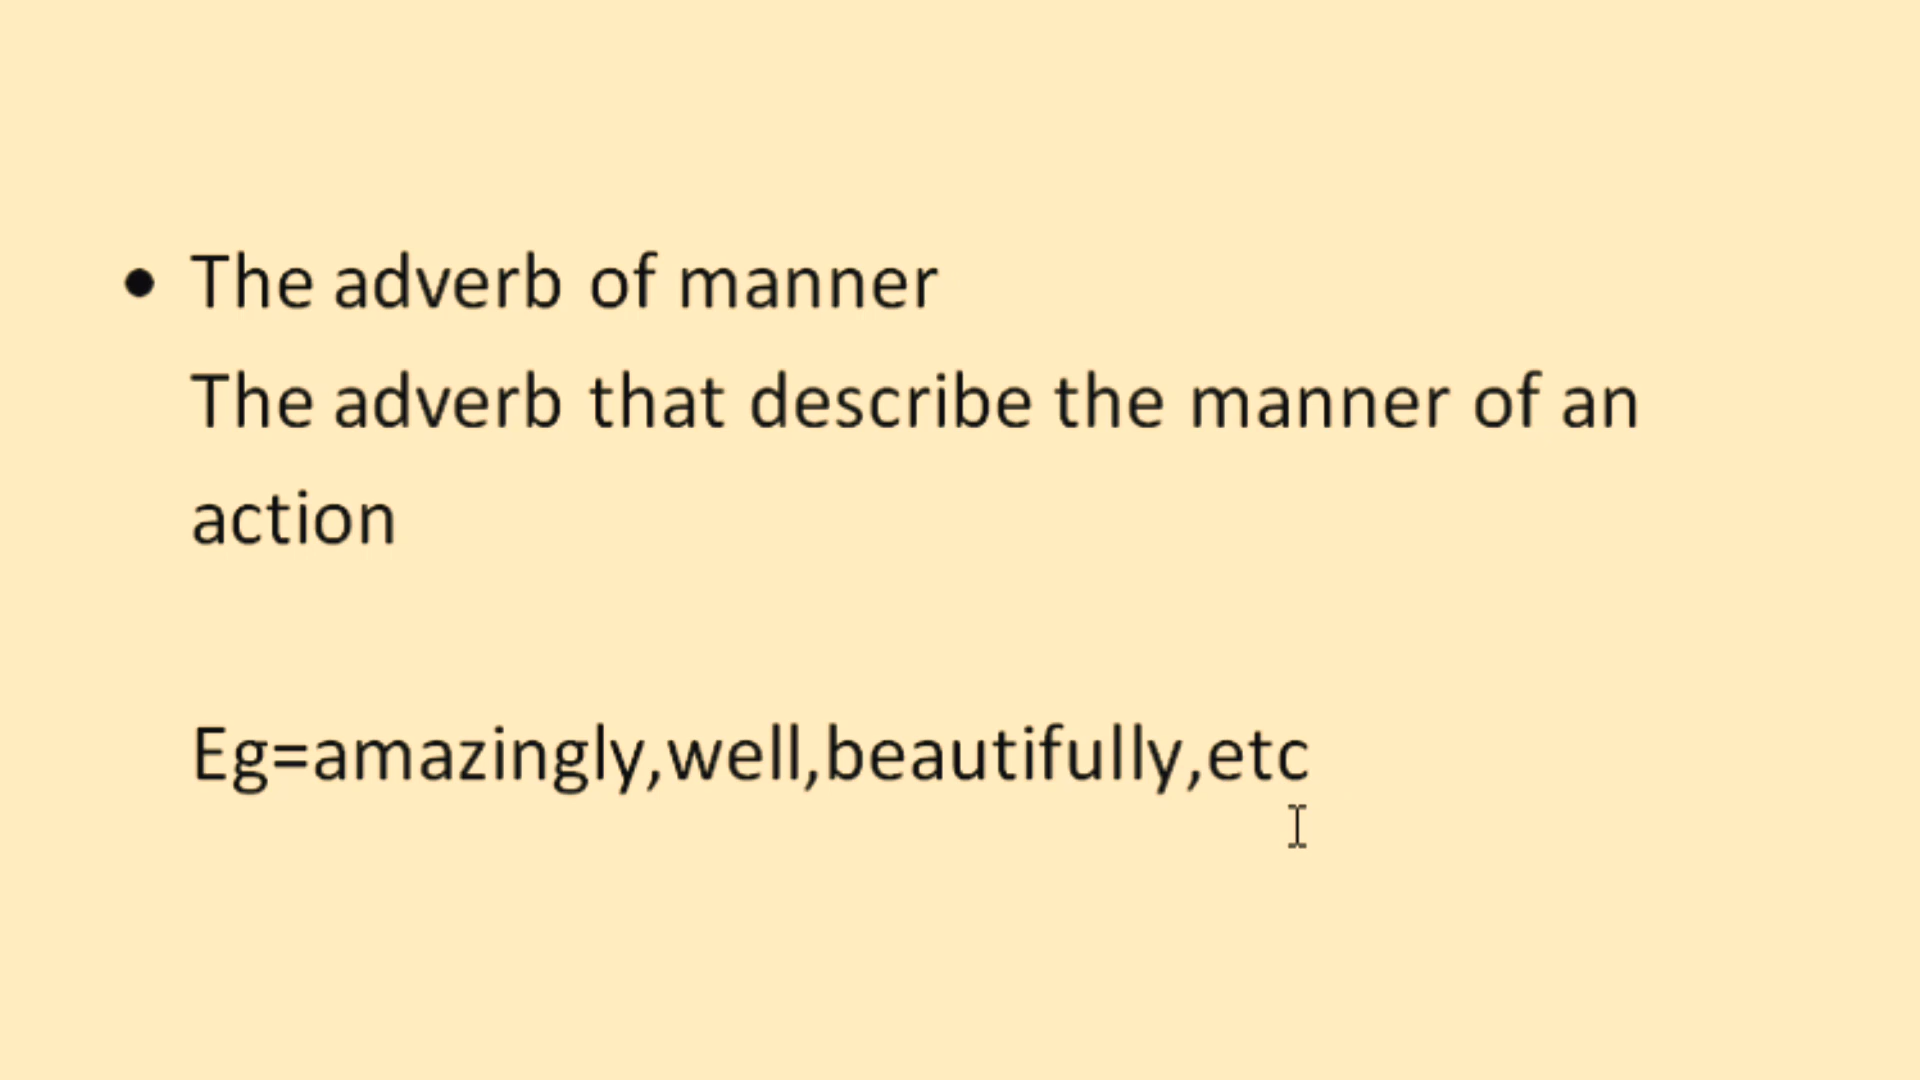 • The adverb of manner
The adverb that describe the manner of an
action
Eg=amazingly,well,beautifully,etc